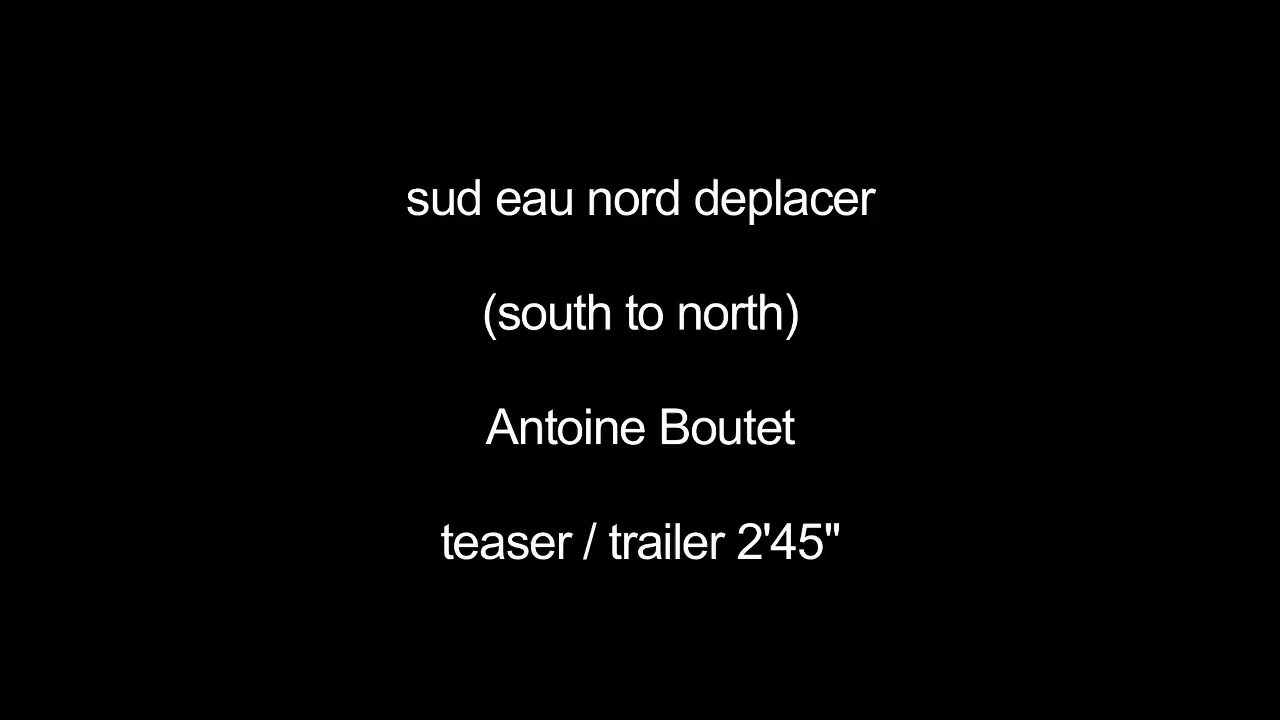 sud eau nord deplacer
(south to north)
Antoine Boutet
teaser / trailer 2'45"